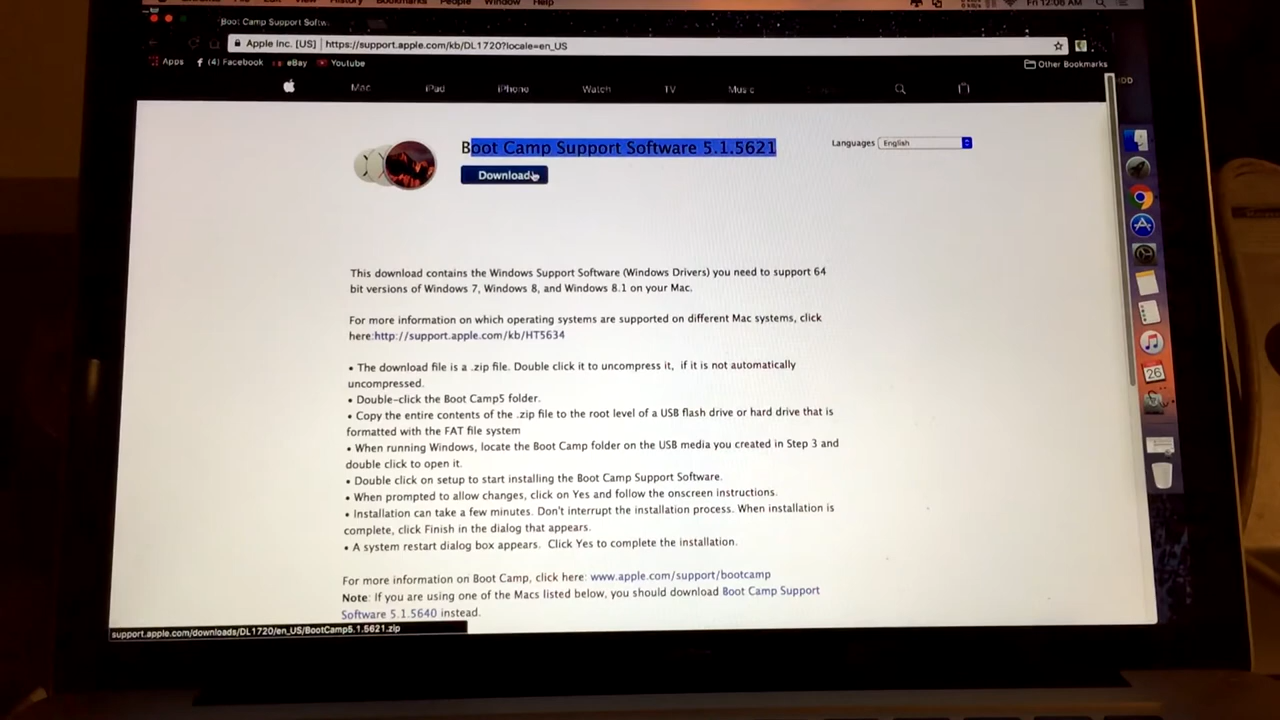 Bookmarks People Window Help
Fri 12:06 AM
Boot Camp Support Softw.
Apple Inc. [US] https://support.apple.com/kb/DL1720?locale=en_US
Apps (4) Facebook eBay Youtube Other Bookmarks
Mac iPad iPhone Watch TV Music
Boot Camp Support Software 5.1.5621
Languages English
Download
This download contains the Windows Support Software (Windows Drivers) you need to support 64
bit versions of Windows 7, Windows 8, and Windows 8.1 on your Mac.
For more information on which operating systems are supported on different Mac systems, click
here:http://support.apple.com/kb/HT5634
• The download file is a .zip file. Double click it to uncompress it, if it is not automatically
uncompressed.
• Double-click the Boot Camp5 folder.
• Copy the entire contents of the .zip file to the root level of a USB flash drive or hard drive that is
formatted with the FAT file system
• When running Windows, locate the Boot Camp folder on the USB media you created in Step 3 and
double click to open it.
• Double click on setup to start installing the Boot Camp Support Software.
• When prompted to allow changes, click on Yes and follow the onscreen instructions.
• Installation can take a few minutes. Don't interrupt the installation process. When installation is
complete, click Finish in the dialog that appears.
• A system restart dialog box appears. Click Yes to complete the installation.
For more information on Boot Camp, click here: www.apple.com/support/bootcamp
Note: If you are using one of the Macs listed below, you should download Boot Camp Support
Software 5.1.5640 instead.
support.apple.com/downloads/DL1720/en_US/BootCamp5.1.5621.zip
26